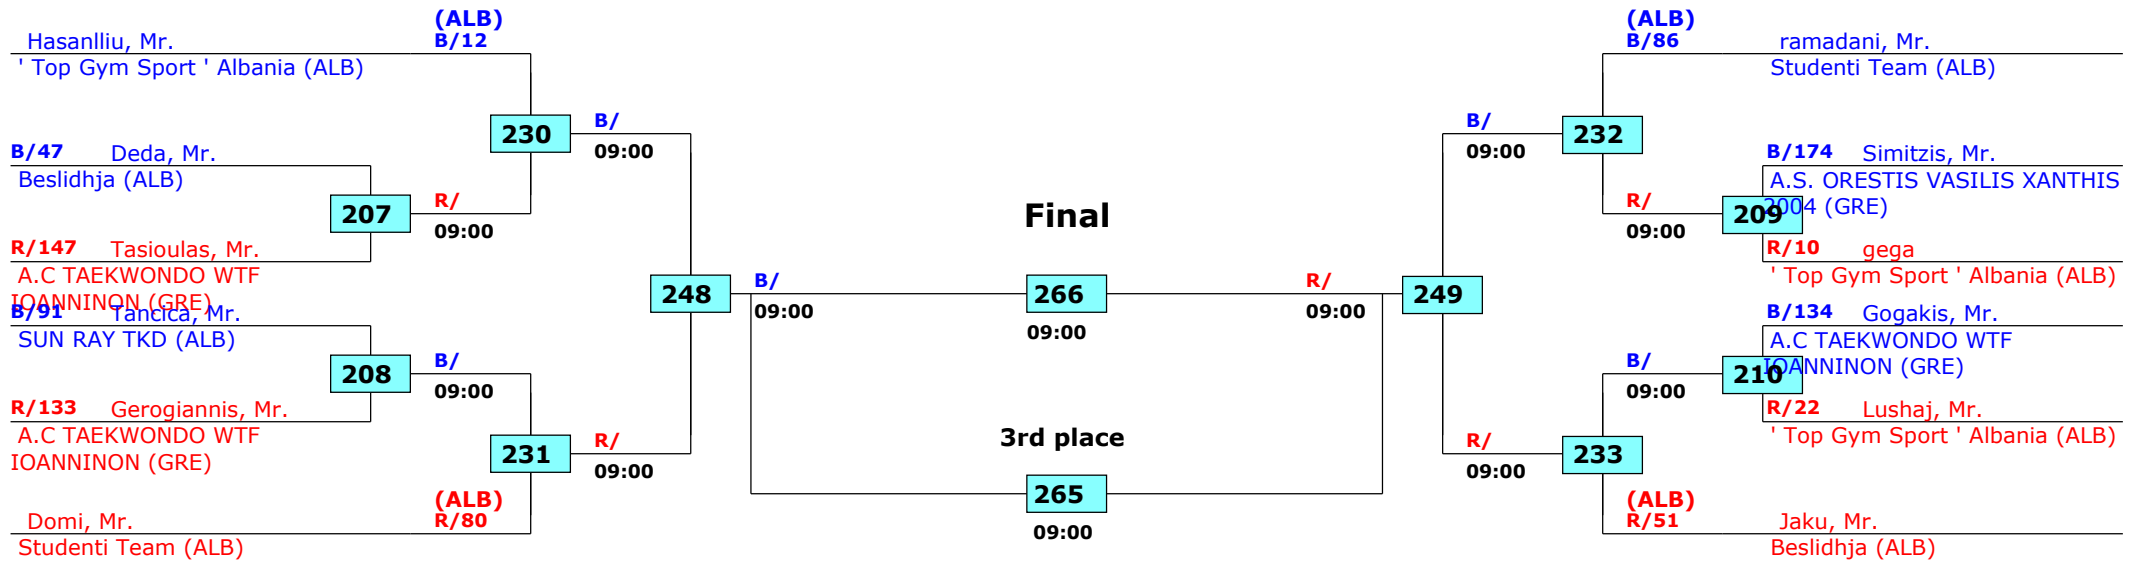 (ALB)
Hasanlliu, Mr. B/12
' Top Gym Sport ' Albania (ALB)
230
B/
09:00
B/47 Deda, Mr.
Beslidhja (ALB)
207
R/
09:00
R/147 Tasioulas, Mr.
A.C TAEKWONDO WTF
IOANNINON (GRE)
248
B/
09:00
B/91 Tancica, Mr.
SUN RAY TKD (ALB)
208
B/
09:00
R/133 Gerogiannis, Mr.
A.C TAEKWONDO WTF
IOANNINON (GRE)
231
R/
09:00
(ALB)
Domi, Mr. R/80
Studenti Team (ALB)
Final
266
09:00
3rd place
265
09:00
(ALB)
B/86 ramadani, Mr.
Studenti Team (ALB)
B/
09:00
232
B/174 Simitzis, Mr.
A.S. ORESTIS VASILIS XANTHIS
2004 (GRE)
R/
09:00
209
R/10 gega
' Top Gym Sport ' Albania (ALB)
R/
09:00
249
B/134 Gogakis, Mr.
A.C TAEKWONDO WTF
IOANNINON (GRE)
B/
09:00
210
R/22 Lushaj, Mr.
' Top Gym Sport ' Albania (ALB)
R/
09:00
233
(ALB)
R/51 Jaku, Mr.
Beslidhja (ALB)